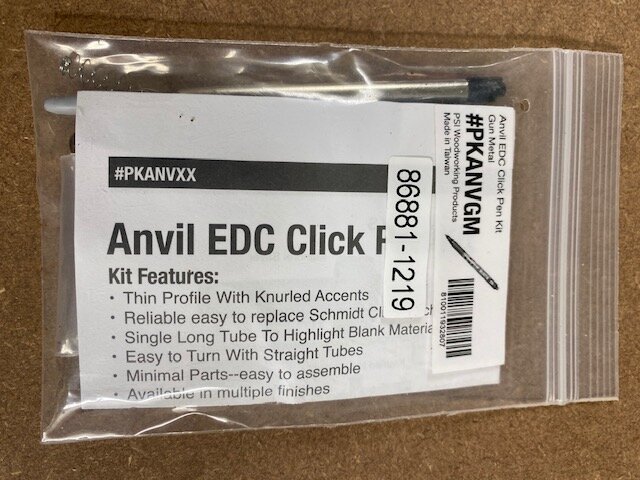 #PKANVXX
Anvil EDC Click
Kit Features:
· Thin Profile With Knurled Accents
· Reliable easy to replace Schmidt
· Single Long Tube To Highlight Blank
· Easy to Turn With Straight Tubes
· Minimal Parts--easy to assemble
· Available in multiple finishes
86881-1219
Anvil EDC Click Pen Kit
Gun Metal
#PKANVGM
PSI Woodworking Products
Made in Taiwan
810011932807